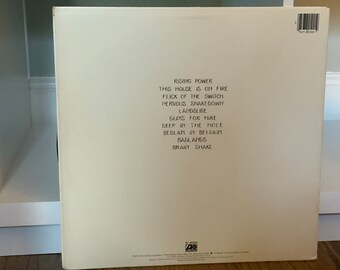 RISING POWER
THIS HOUSE IS ON FIRE
FLICK OF THE SWITCH
NERVOUS SHAKEDOWN
LANDSLIDE
GUNS FOR HIRE
DEEP IN THE HOLE
BEDLAM IN BELGIUM
BADLANDS
BRAIN SHAKE